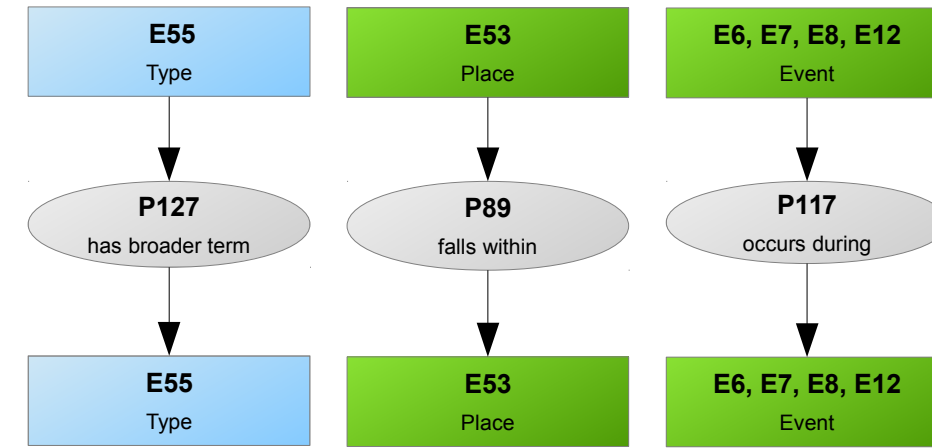 E55
Type
E53
Place
E6, E7, E8, E12
Event
P127
has broader term
P89
falls within
P117
occurs during
E55
Type
E53
Place
E6, E7, E8, E12
Event